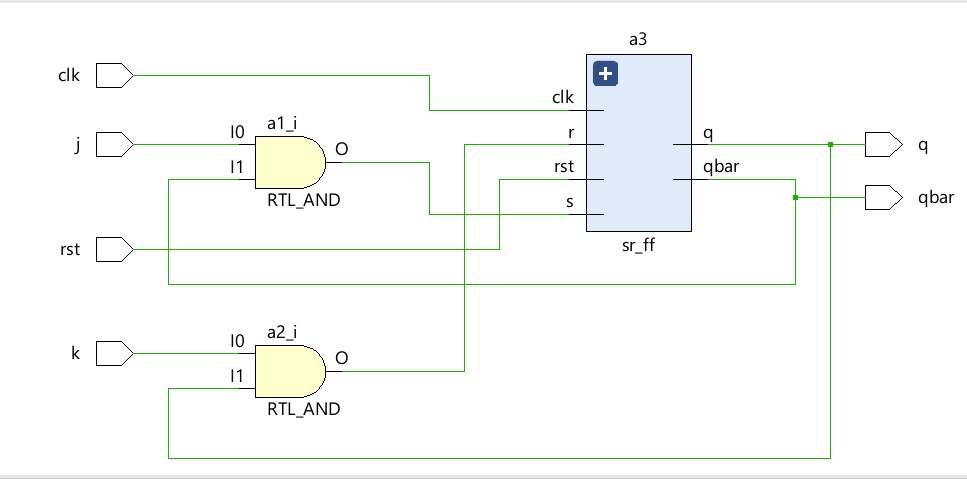 a3
clk
clk
a1_i
I0
j
O
r
q
q
I1
rst
qbar
RTL_AND
s
qbar
rst
sr_ff
a2_i
I0
k
O
I1
RTL_AND